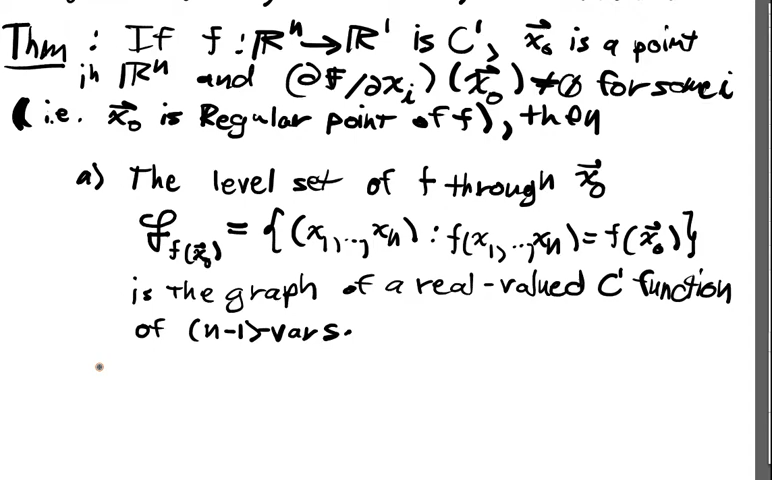 Thm : If f : ℝⁿ → ℝ¹ is C¹, x⃗₀ is a point
in ℝⁿ and (∂f/∂xᵢ)(x⃗₀) ≠ 0 for some i
(i.e. x⃗₀ is Regular point of f), then
a) The level set of f through x⃗₀
ℒ_{f(x⃗₀)} = {(x₁,..,xₙ) : f(x₁,..,xₙ) = f(x⃗₀)}
is the graph of a real-valued C¹ function
of (n-1)-vars.